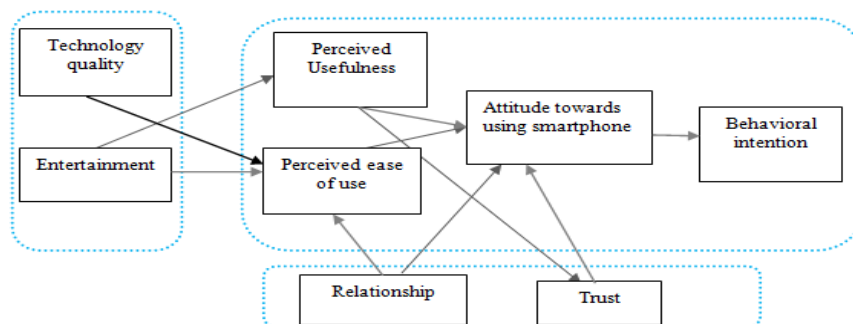 Technology
quality
Perceived
Usefulness
Attitude towards
using smartphone
Behavioral
intention
Entertainment
Perceived ease
of use
Relationship
Trust